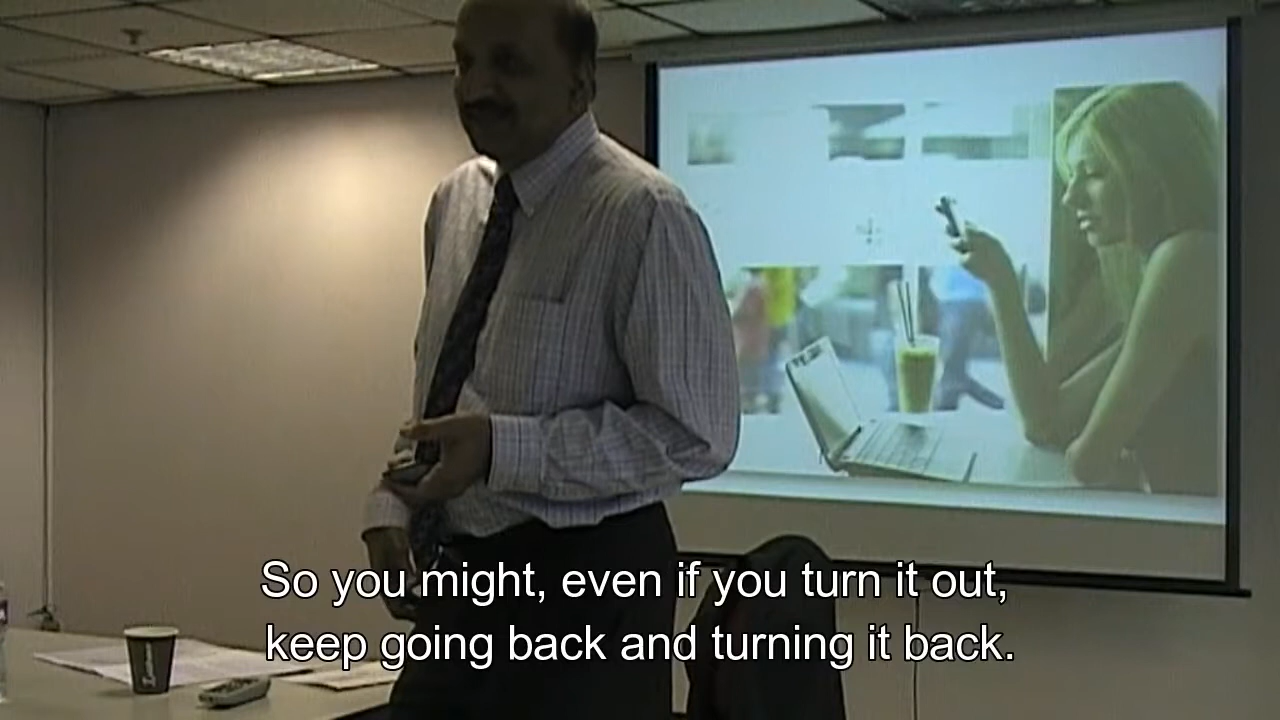 So you might, even if you turn it out,
keep going back and turning it back.